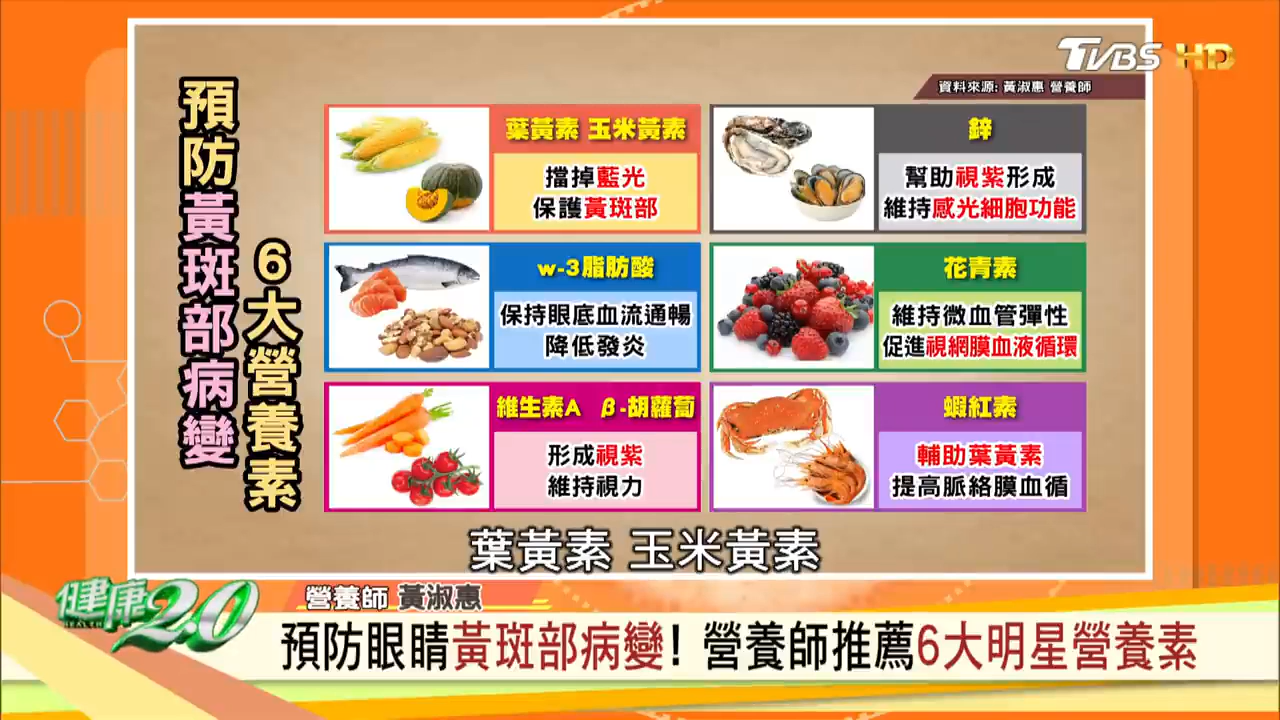 TVBS HD
資料來源: 黃淑惠 營養師
預防黃斑部病變
6大營養素
葉黃素 玉米黃素
擋掉藍光
保護黃斑部
鋅
幫助視紫形成
維持感光細胞功能
w-3脂肪酸
保持眼底血流通暢
降低發炎
花青素
維持微血管彈性
促進視網膜血液循環
維生素A β-胡蘿蔔
形成視紫
維持視力
蝦紅素
輔助葉黃素
提高脈絡膜血循
葉黃素 玉米黃素
健康2.0
HEALTH
營養師 黃淑惠
預防眼睛黃斑部病變! 營養師推薦6大明星營養素